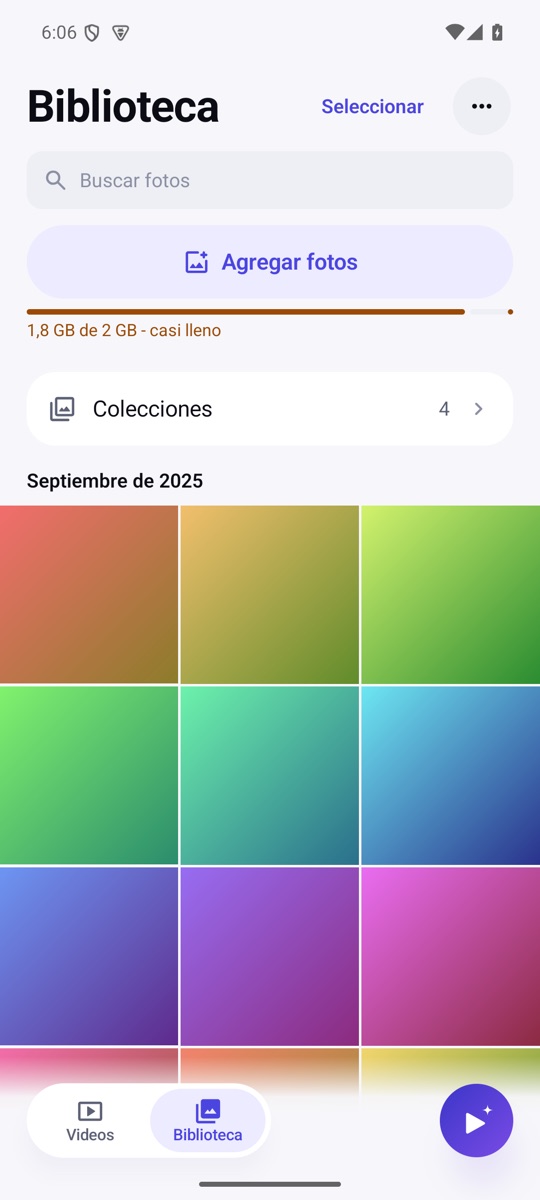 6:06
Biblioteca
Seleccionar
Buscar fotos
Agregar fotos
1,8 GB de 2 GB - casi lleno
Colecciones
4
Septiembre de 2025
Videos
Biblioteca